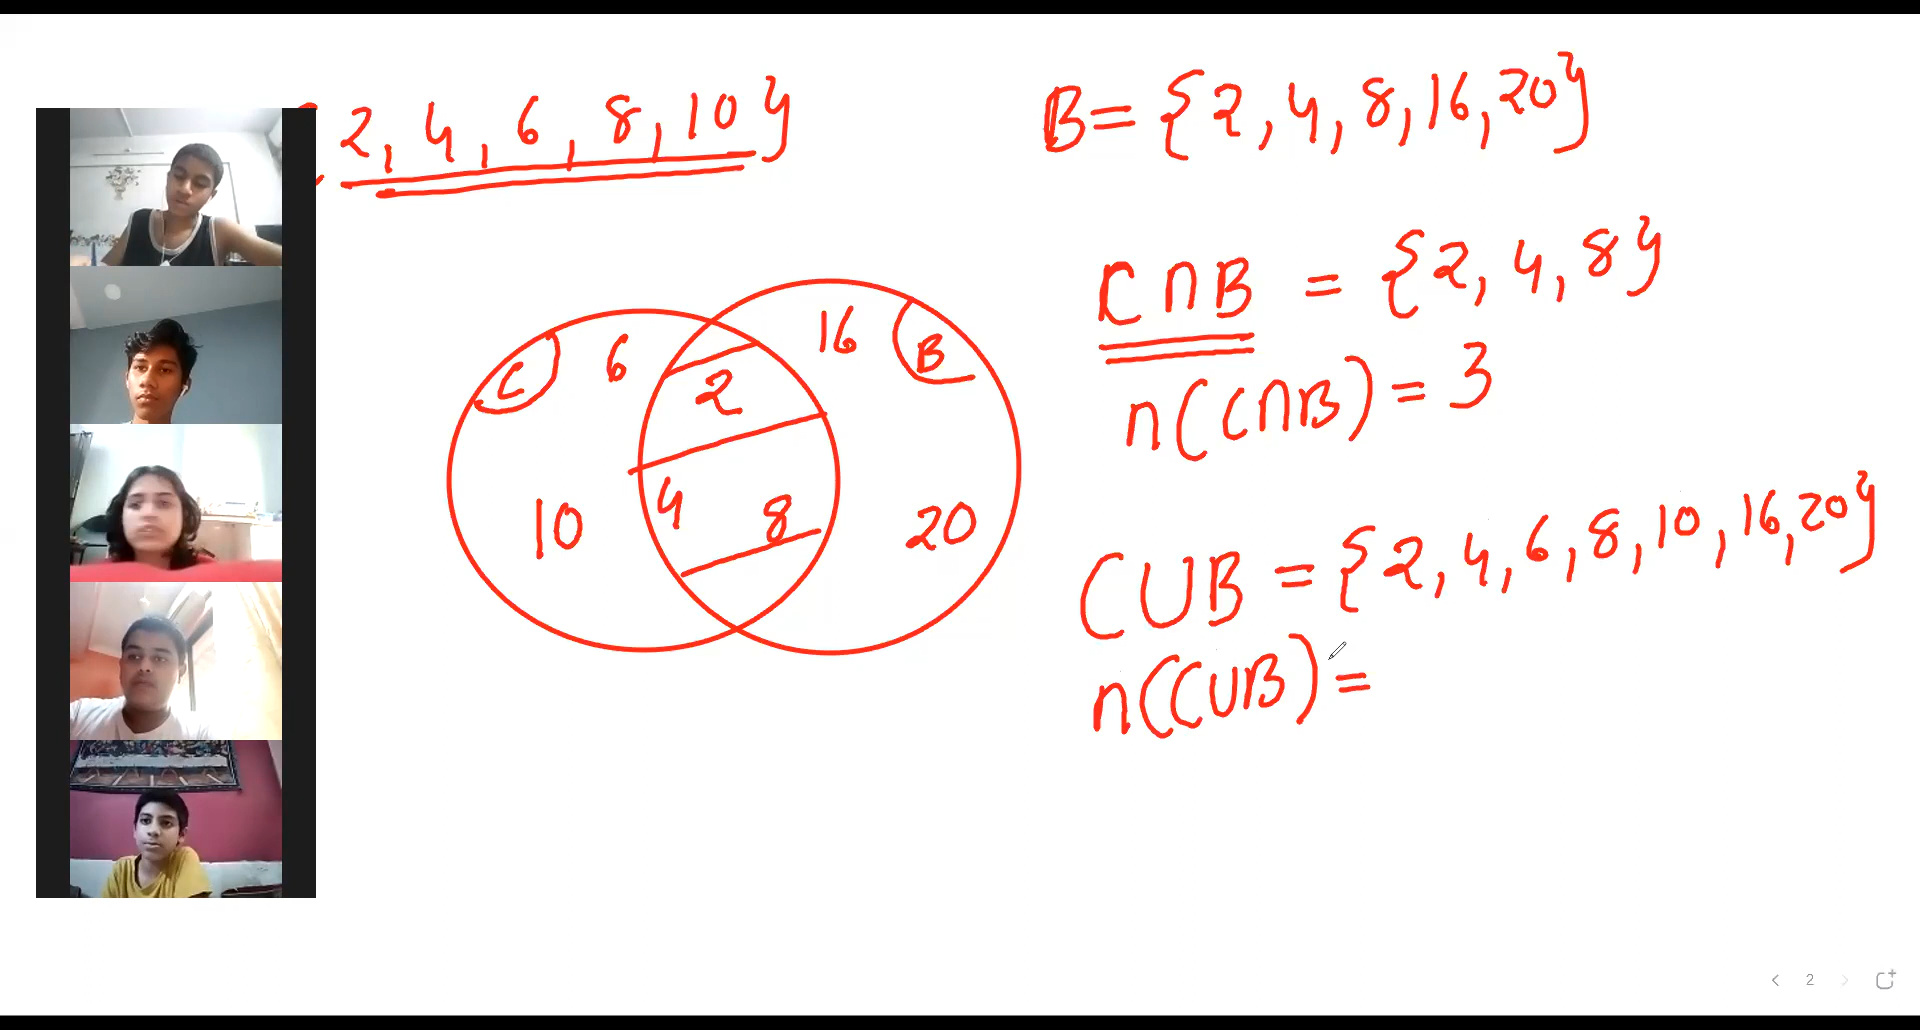 2, 4, 6, 8, 10}
B = {2, 4, 8, 16, 20}
C∩B = {2, 4, 8}
n(C∩B) = 3
C 6 2 16 B
10 4 8 20
C∪B = {2, 4, 6, 8, 10, 16, 20}
n(C∪B) =
2